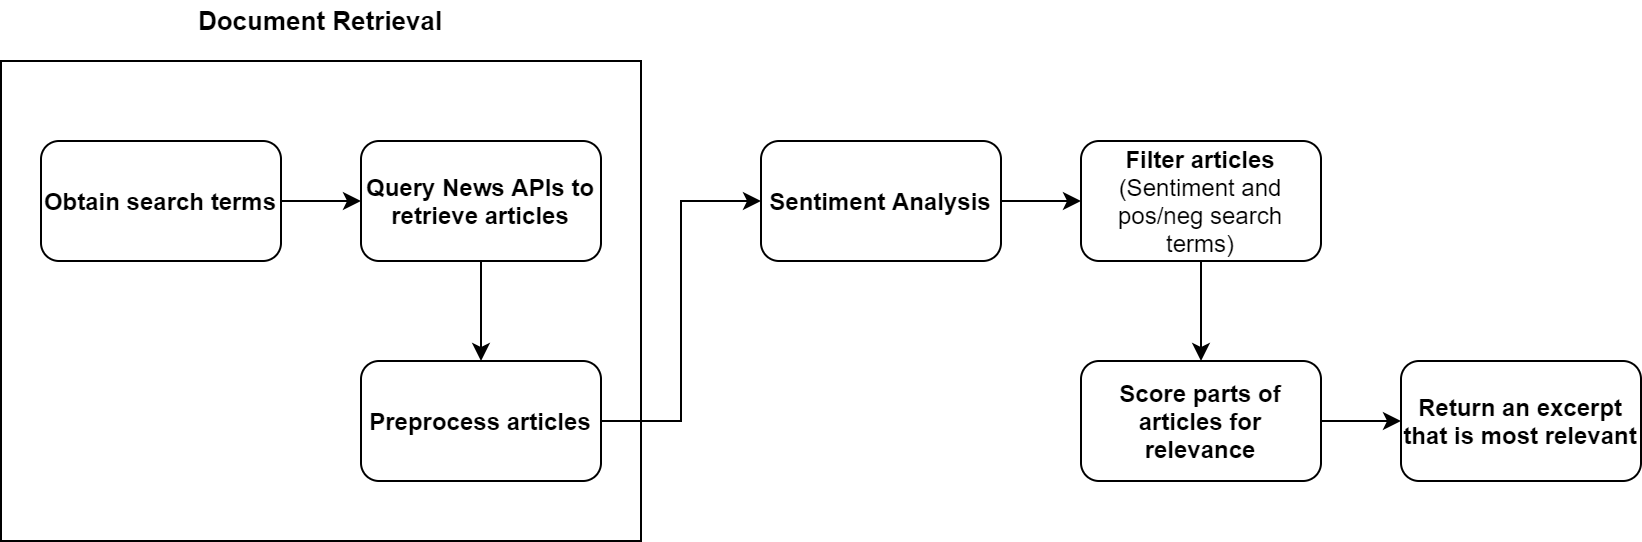 Document Retrieval
Obtain search terms
Query News APIs to
retrieve articles
Preprocess articles
Sentiment Analysis
Filter articles
(Sentiment and
pos/neg search
terms)
Score parts of
articles for
relevance
Return an excerpt
that is most relevant